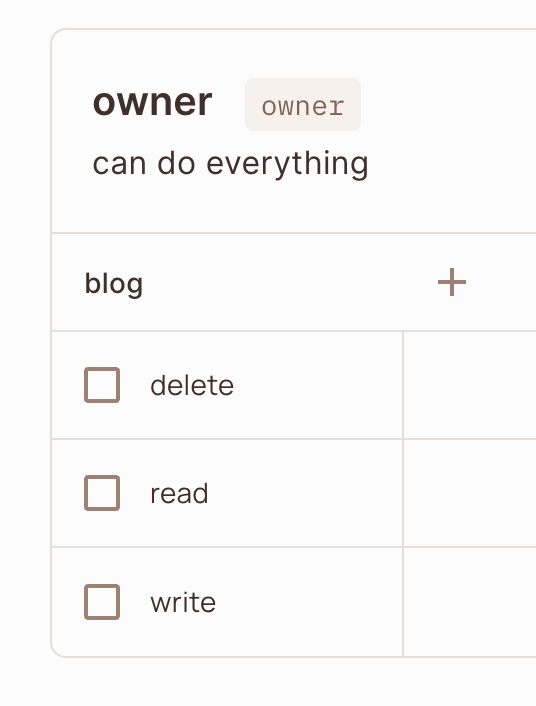 owner owner
can do everything
blog
delete
read
write